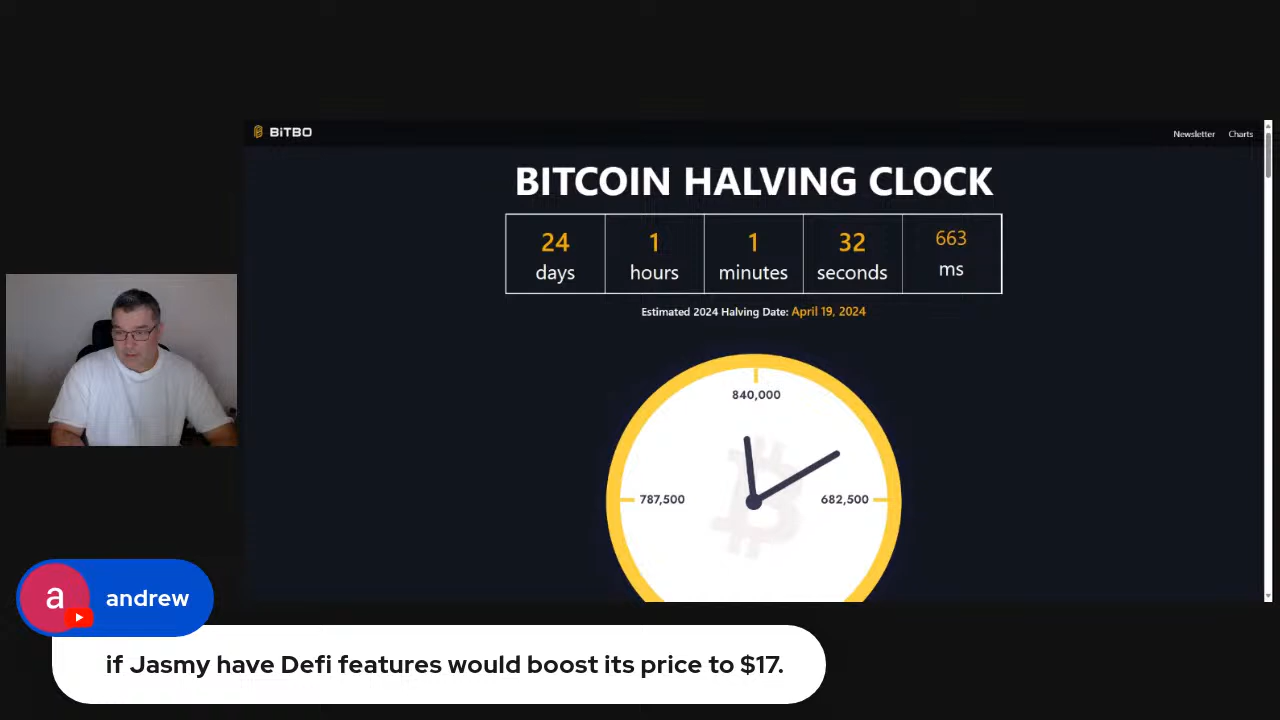 BiTBO
Newsletter Charts
BITCOIN HALVING CLOCK
24 1 1 32 663
days hours minutes seconds ms
Estimated 2024 Halving Date: April 19, 2024
840,000
787,500 682,500
a andrew
if Jasmy have Defi features would boost its price to $17.